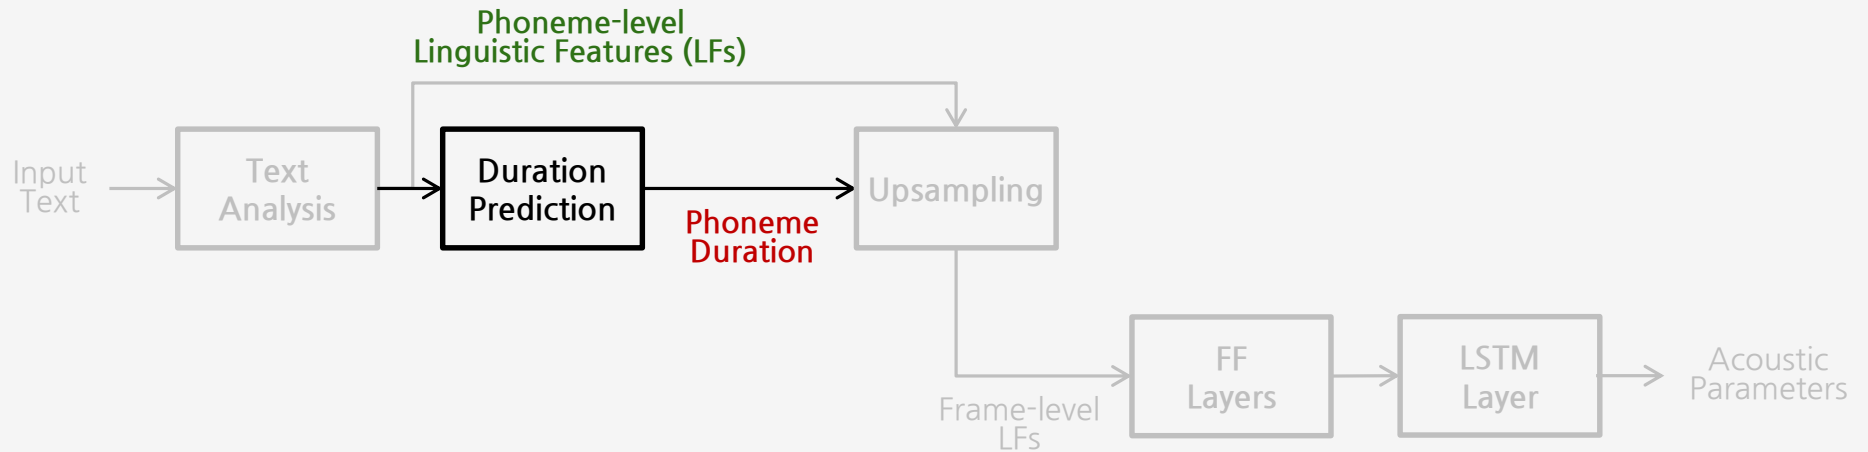 Phoneme-level
Linguistic Features (LFs)
Input
Text
Text
Analysis
Duration
Prediction
Phoneme
Duration
Upsampling
Frame-level
LFs
FF
Layers
LSTM
Layer
Acoustic
Parameters